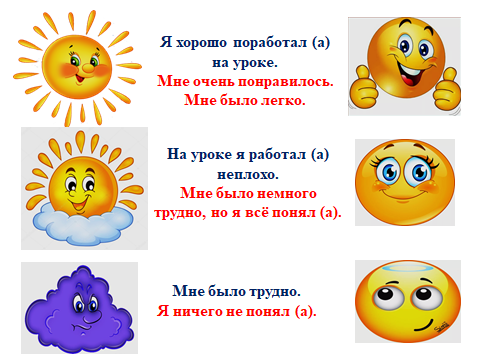 Я хорошо поработал (а)
на уроке.
Мне очень понравилось.
Мне было легко.
На уроке я работал (а)
неплохо.
Мне было немного
трудно, но я всё понял (а).
Мне было трудно.
Я ничего не понял (а).